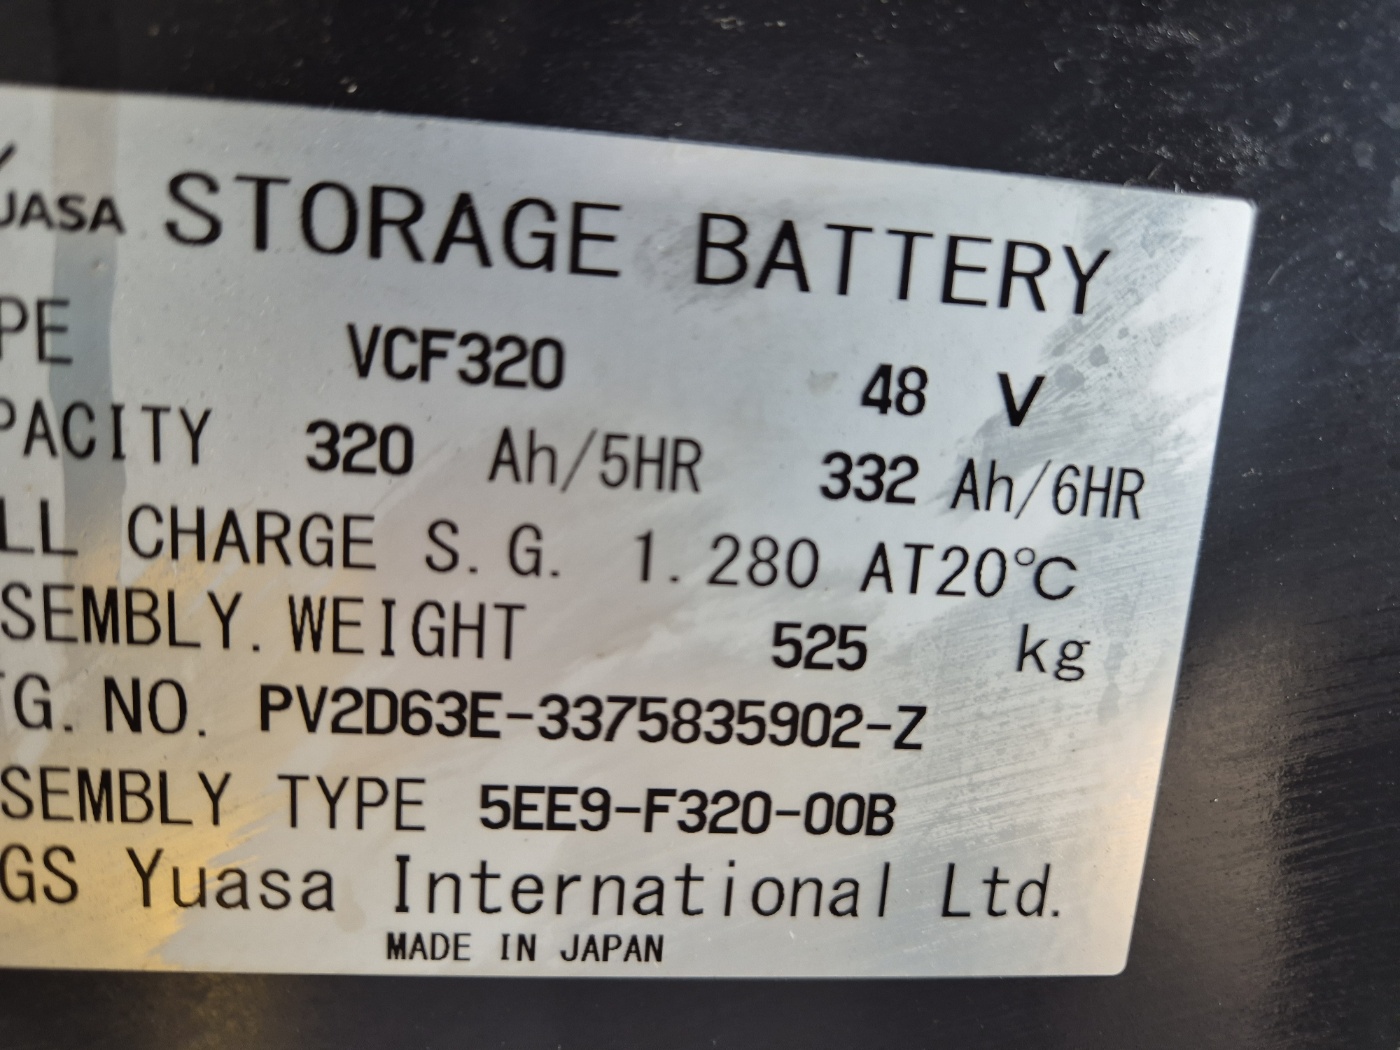 YUASA STORAGE BATTERY
PE VCF320 48 V
PACITY 320 Ah/5HR 332 Ah/6HR
LL CHARGE S.G. 1.280 AT20℃
SEMBLY.WEIGHT 525 kg
G. NO. PV2D63E-3375835902-Z
SEMBLY TYPE 5EE9-F320-00B
GS Yuasa International Ltd.
MADE IN JAPAN